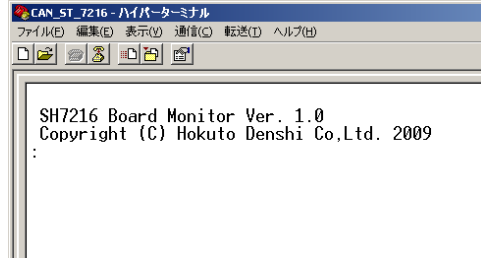 CAN_ST_7216 - ハイパーターミナル
ファイル(F) 編集(E) 表示(V) 通信(C) 転送(T) ヘルプ(H)
SH7216 Board Monitor Ver. 1.0
Copyright (C) Hokuto Denshi Co,Ltd. 2009
: